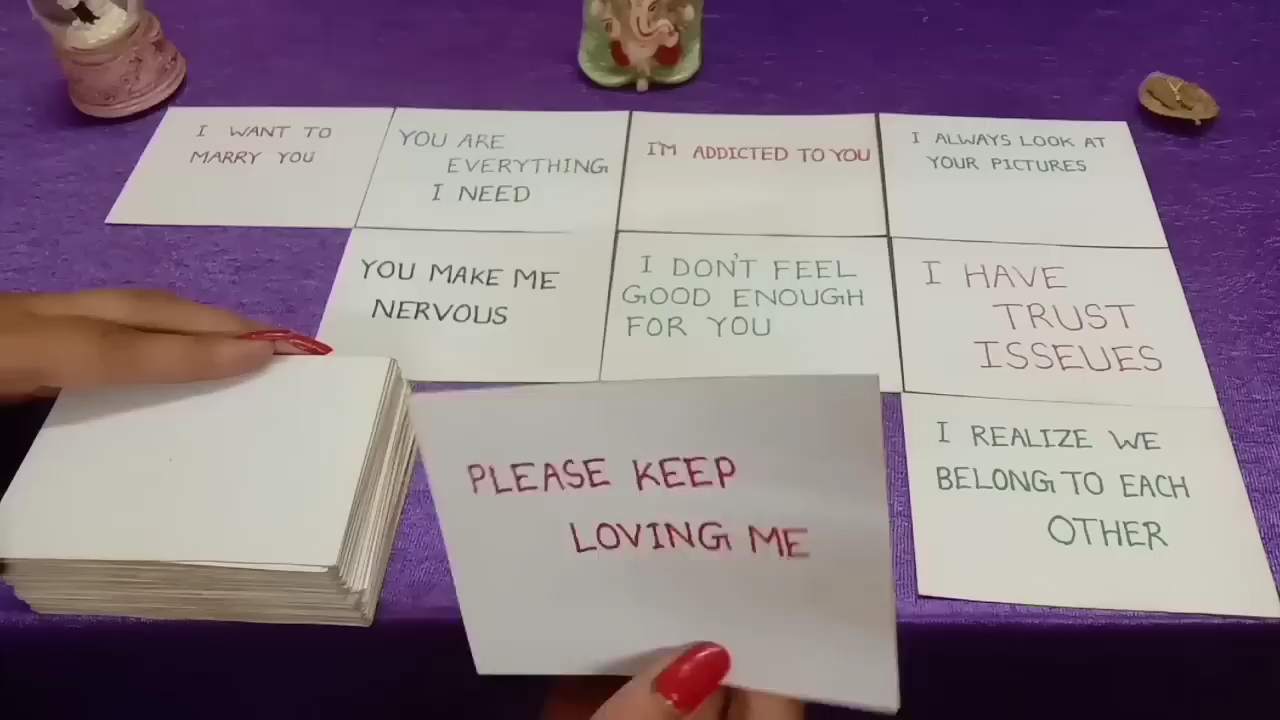 I WANT TO
MARRY YOU
YOU ARE
EVERYTHING
I NEED
I'M ADDICTED TO YOU
I ALWAYS LOOK AT
YOUR PICTURES
YOU MAKE ME
NERVOUS
I DON'T FEEL
GOOD ENOUGH
FOR YOU
I HAVE
TRUST
ISSEUES
PLEASE KEEP
LOVING ME
I REALIZE WE
BELONG TO EACH
OTHER